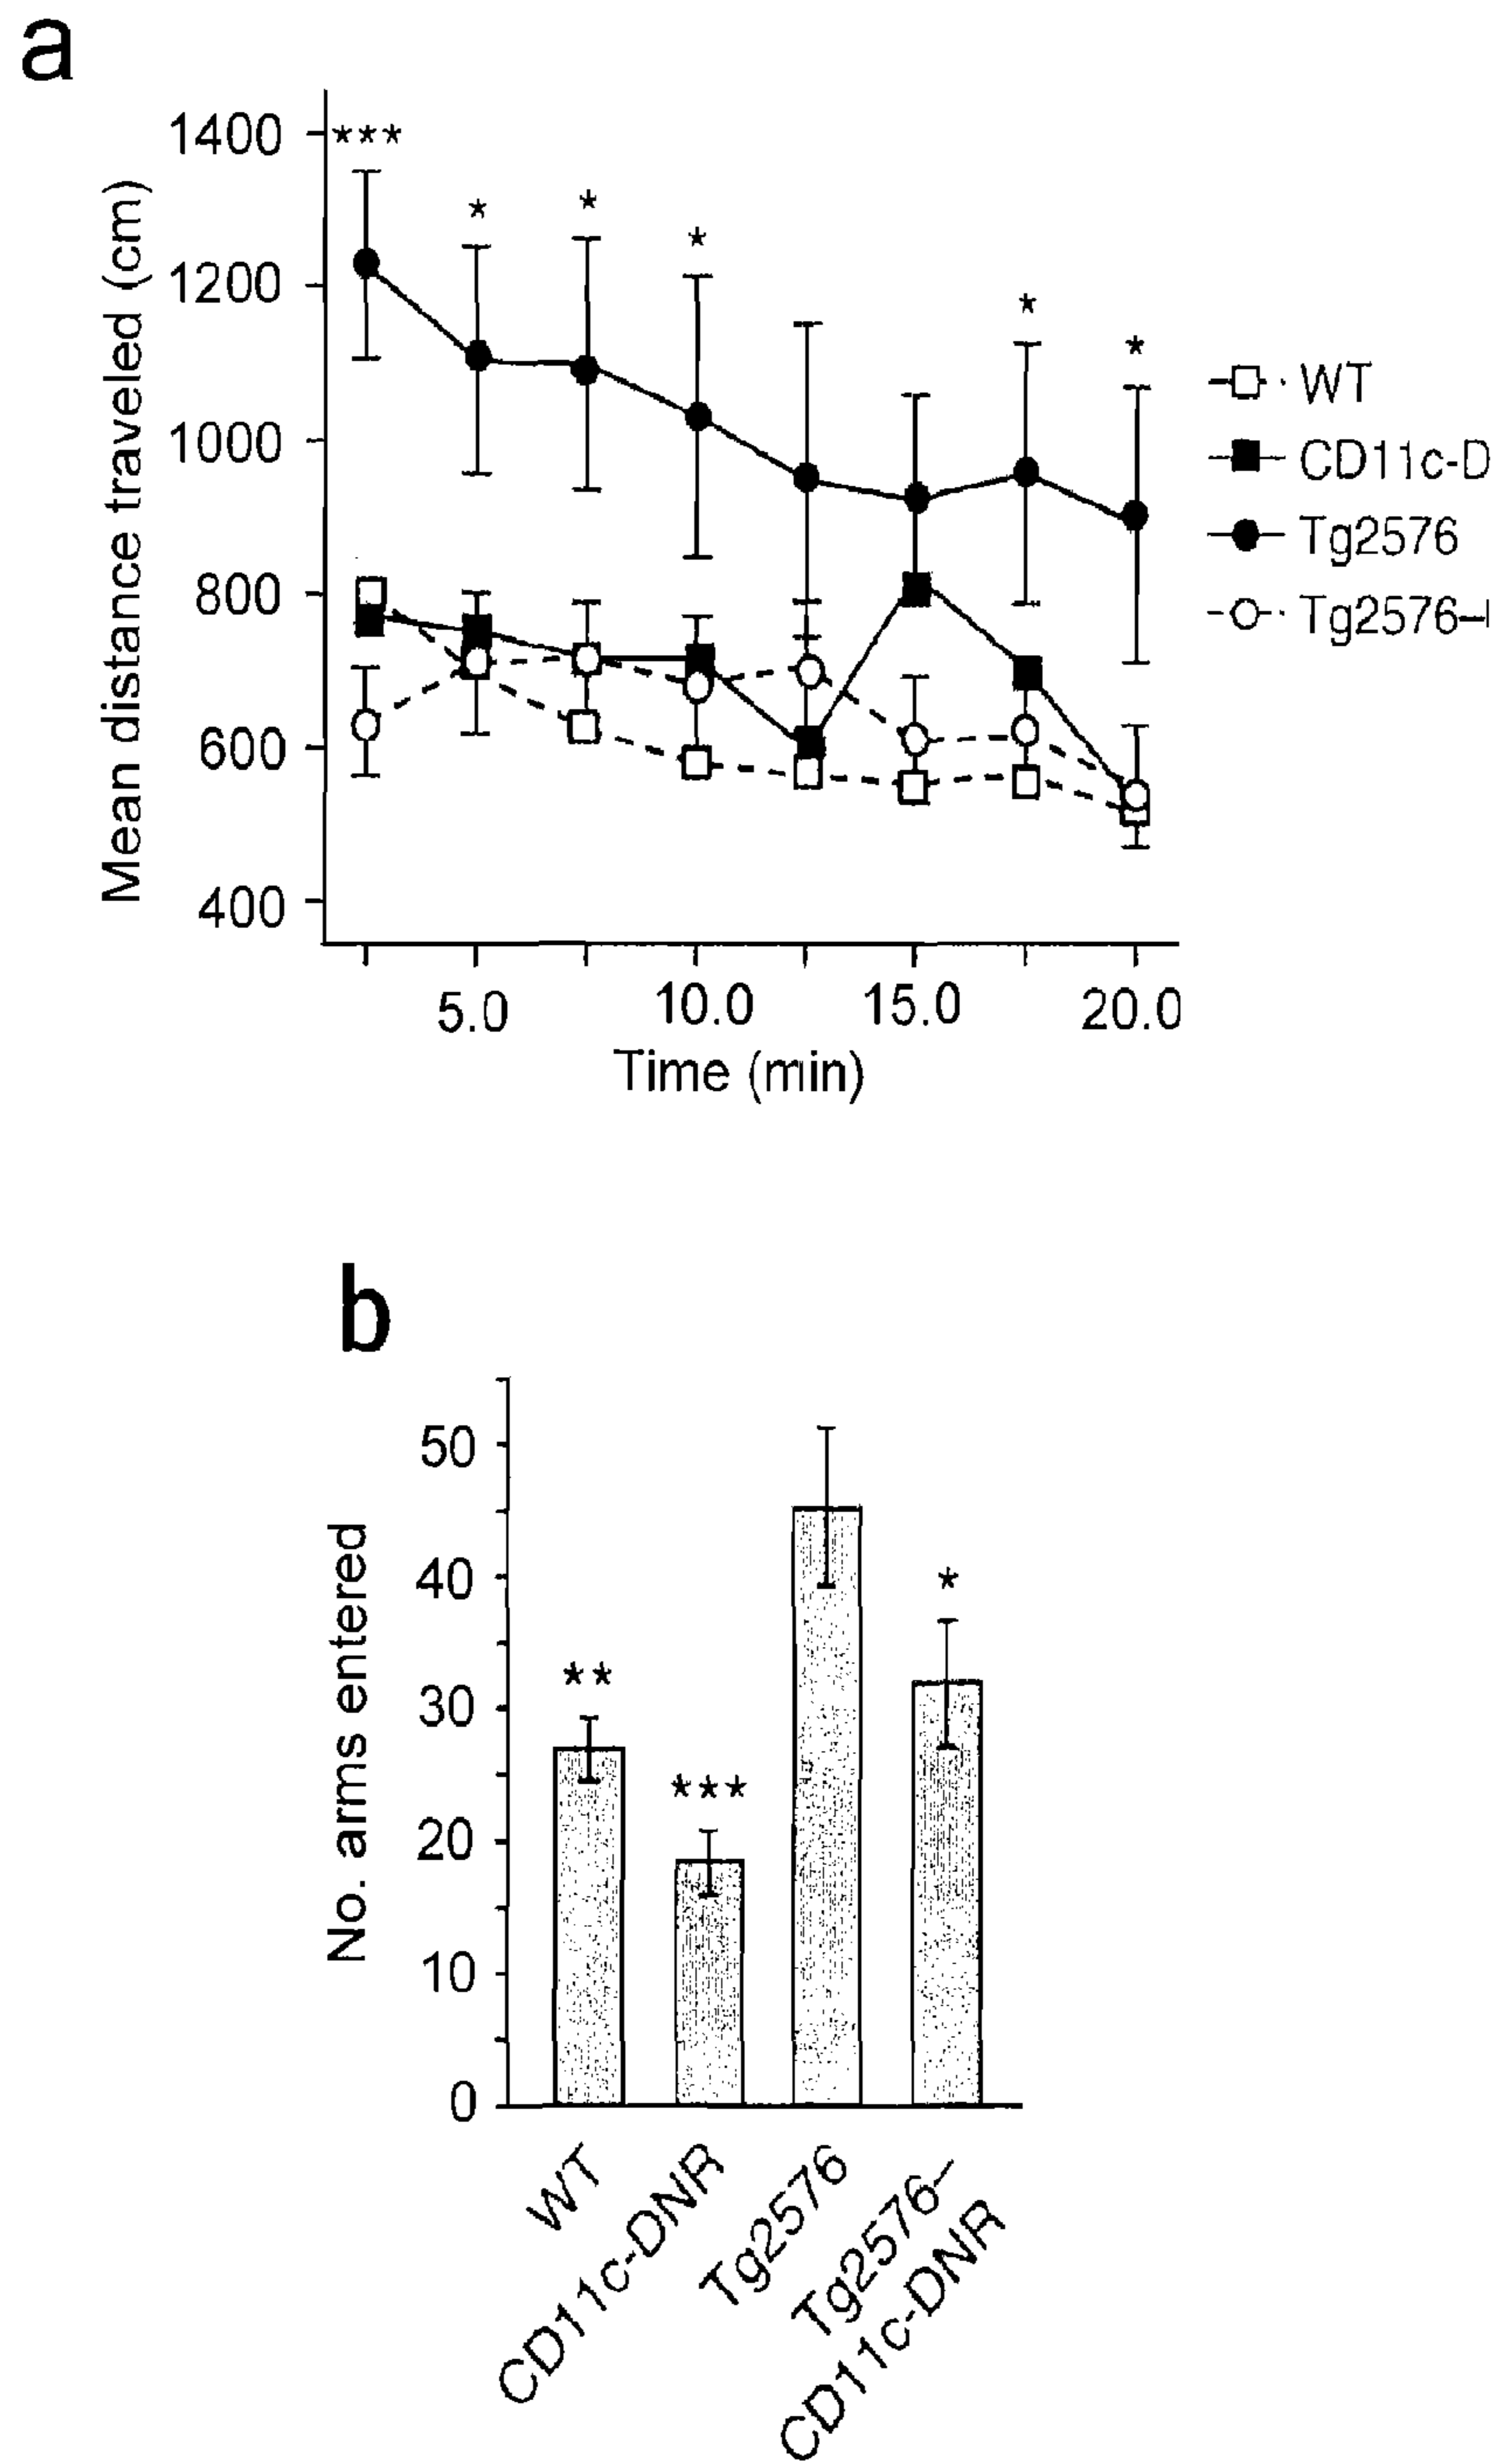 a
Mean distance traveled (cm)
1400
1200
1000
800
600
400
***
*
*
*
*
*
5.0
10.0
15.0
20.0
Time (min)
WT
CD11c-D
Tg2576
Tg2576-
b
No. arms entered
50
40
30
20
10
0
**
***
*
WT
CD11c-DNR
Tg2576
Tg2576–
CD11c-DNR